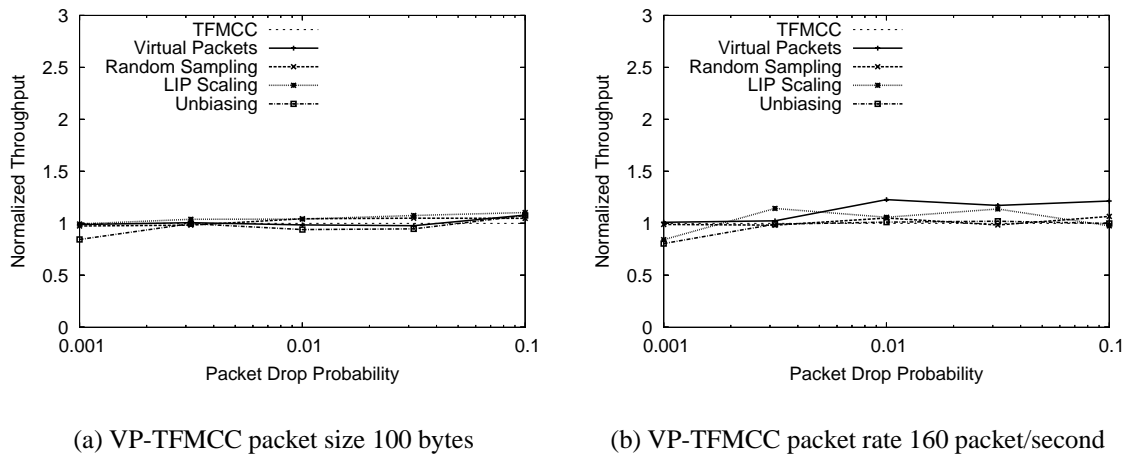 3
2.5
2
1.5
1
0.5
0
0.001
0.01
0.1
Normalized Throughput
Packet Drop Probability
TFMCC
Virtual Packets
Random Sampling
LIP Scaling
Unbiasing
(a) VP-TFMCC packet size 100 bytes
3
2.5
2
1.5
1
0.5
0
0.001
0.01
0.1
Normalized Throughput
Packet Drop Probability
TFMCC
Virtual Packets
Random Sampling
LIP Scaling
Unbiasing
(b) VP-TFMCC packet rate 160 packet/second